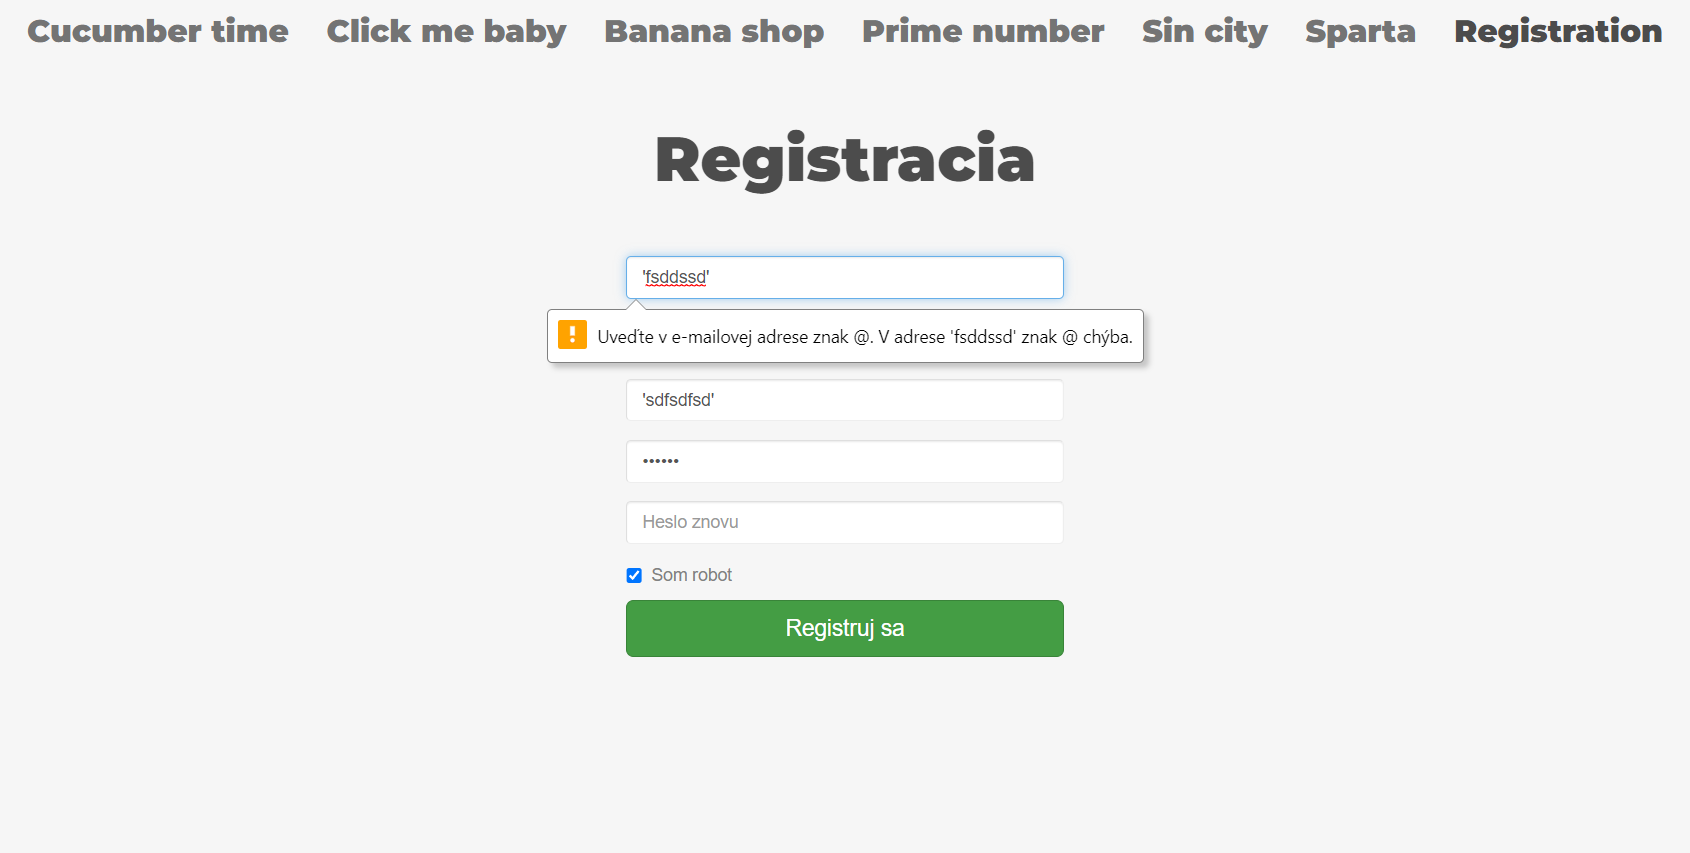 Cucumber time Click me baby Banana shop Prime number Sin city Sparta Registration
Registracia
'fsddssd'
Uveďte v e-mailovej adrese znak @. V adrese 'fsddssd' znak @ chýba.
'sdfsdfsd'
••••••
Heslo znovu
Som robot
Registruj sa